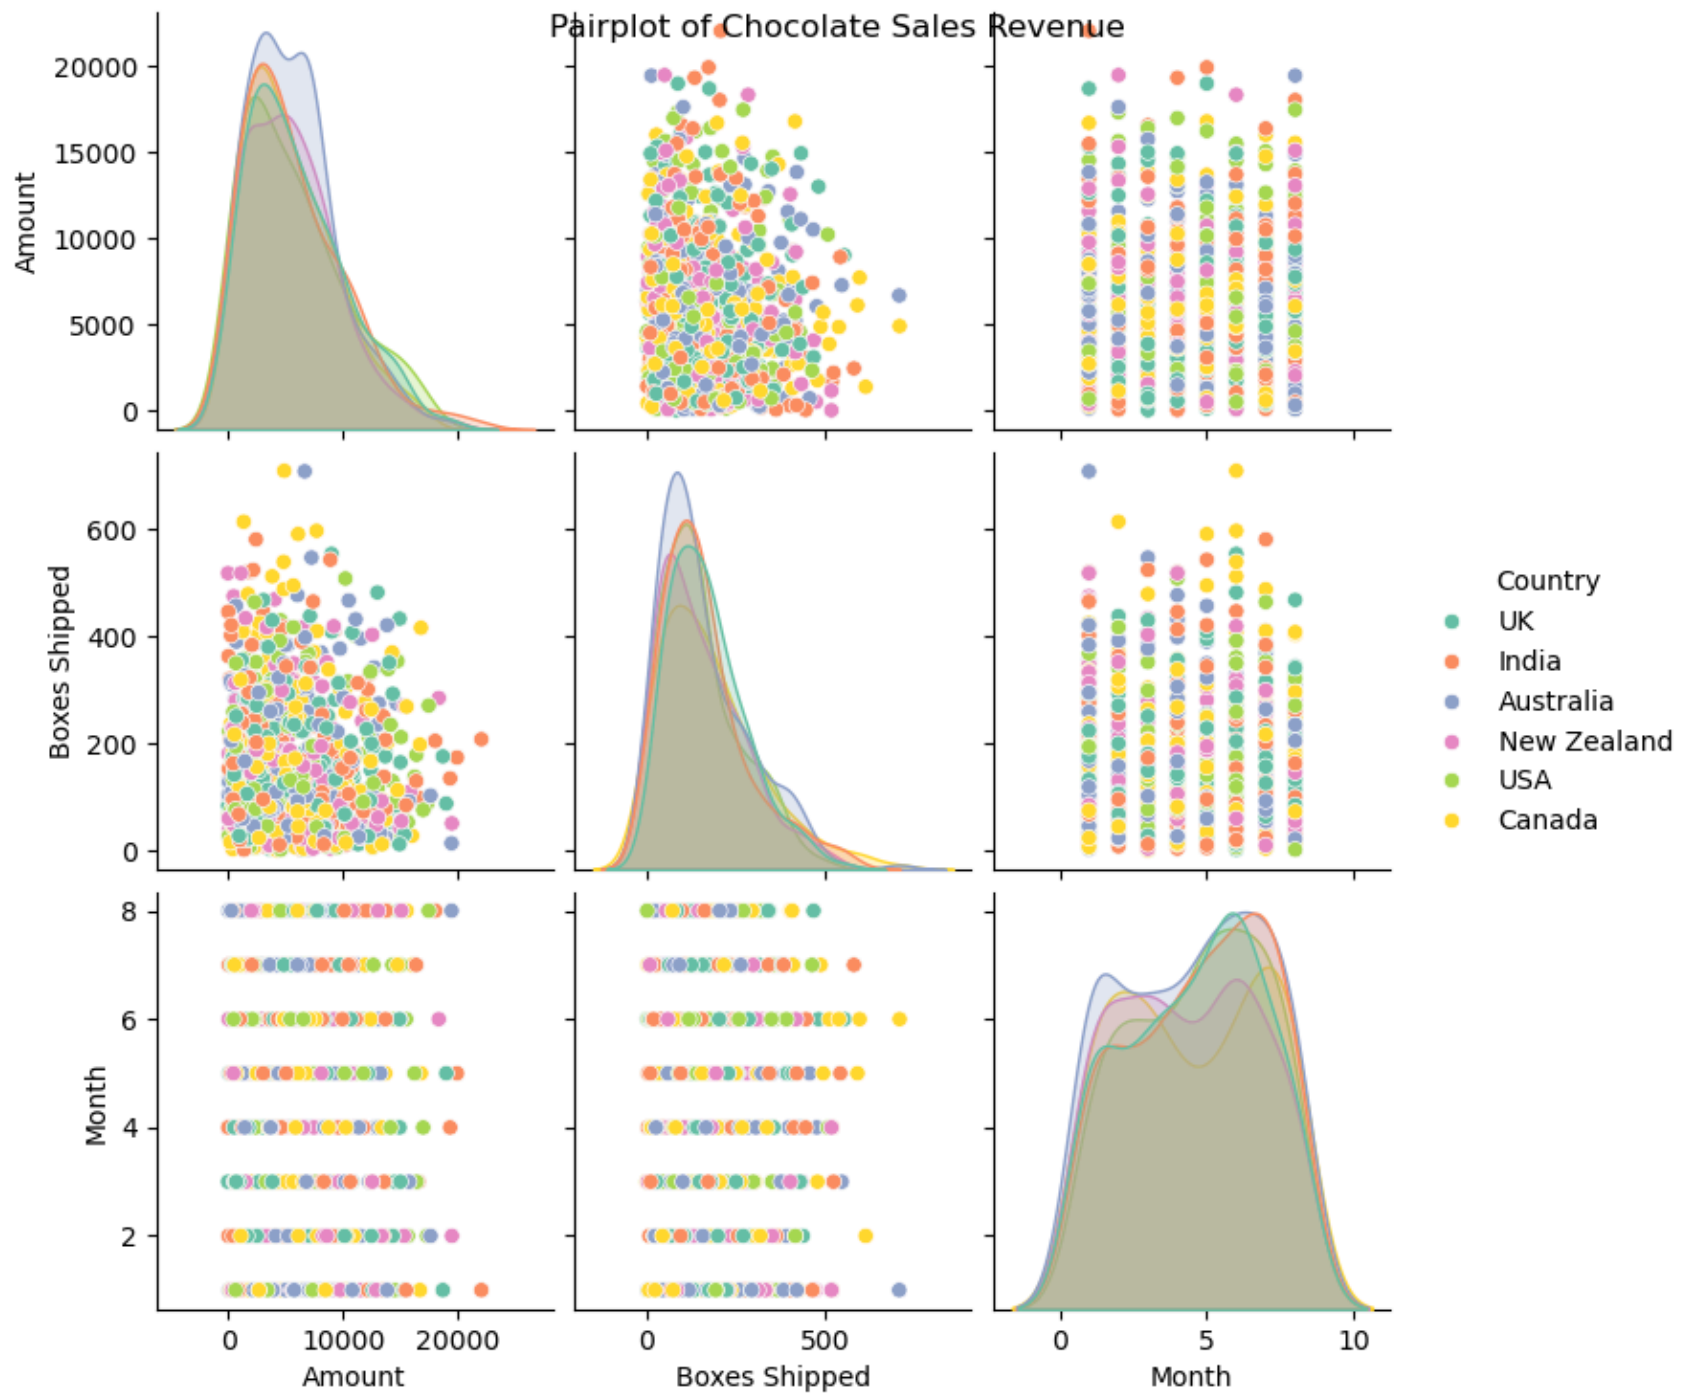 Pairplot of Chocolate Sales Revenue
20000
15000
10000
5000
0
Amount
600
400
200
0
Boxes Shipped
8
6
4
2
Month
0 10000 20000
Amount
0 500
Boxes Shipped
0 5 10
Month
Country
UK
India
Australia
New Zealand
USA
Canada